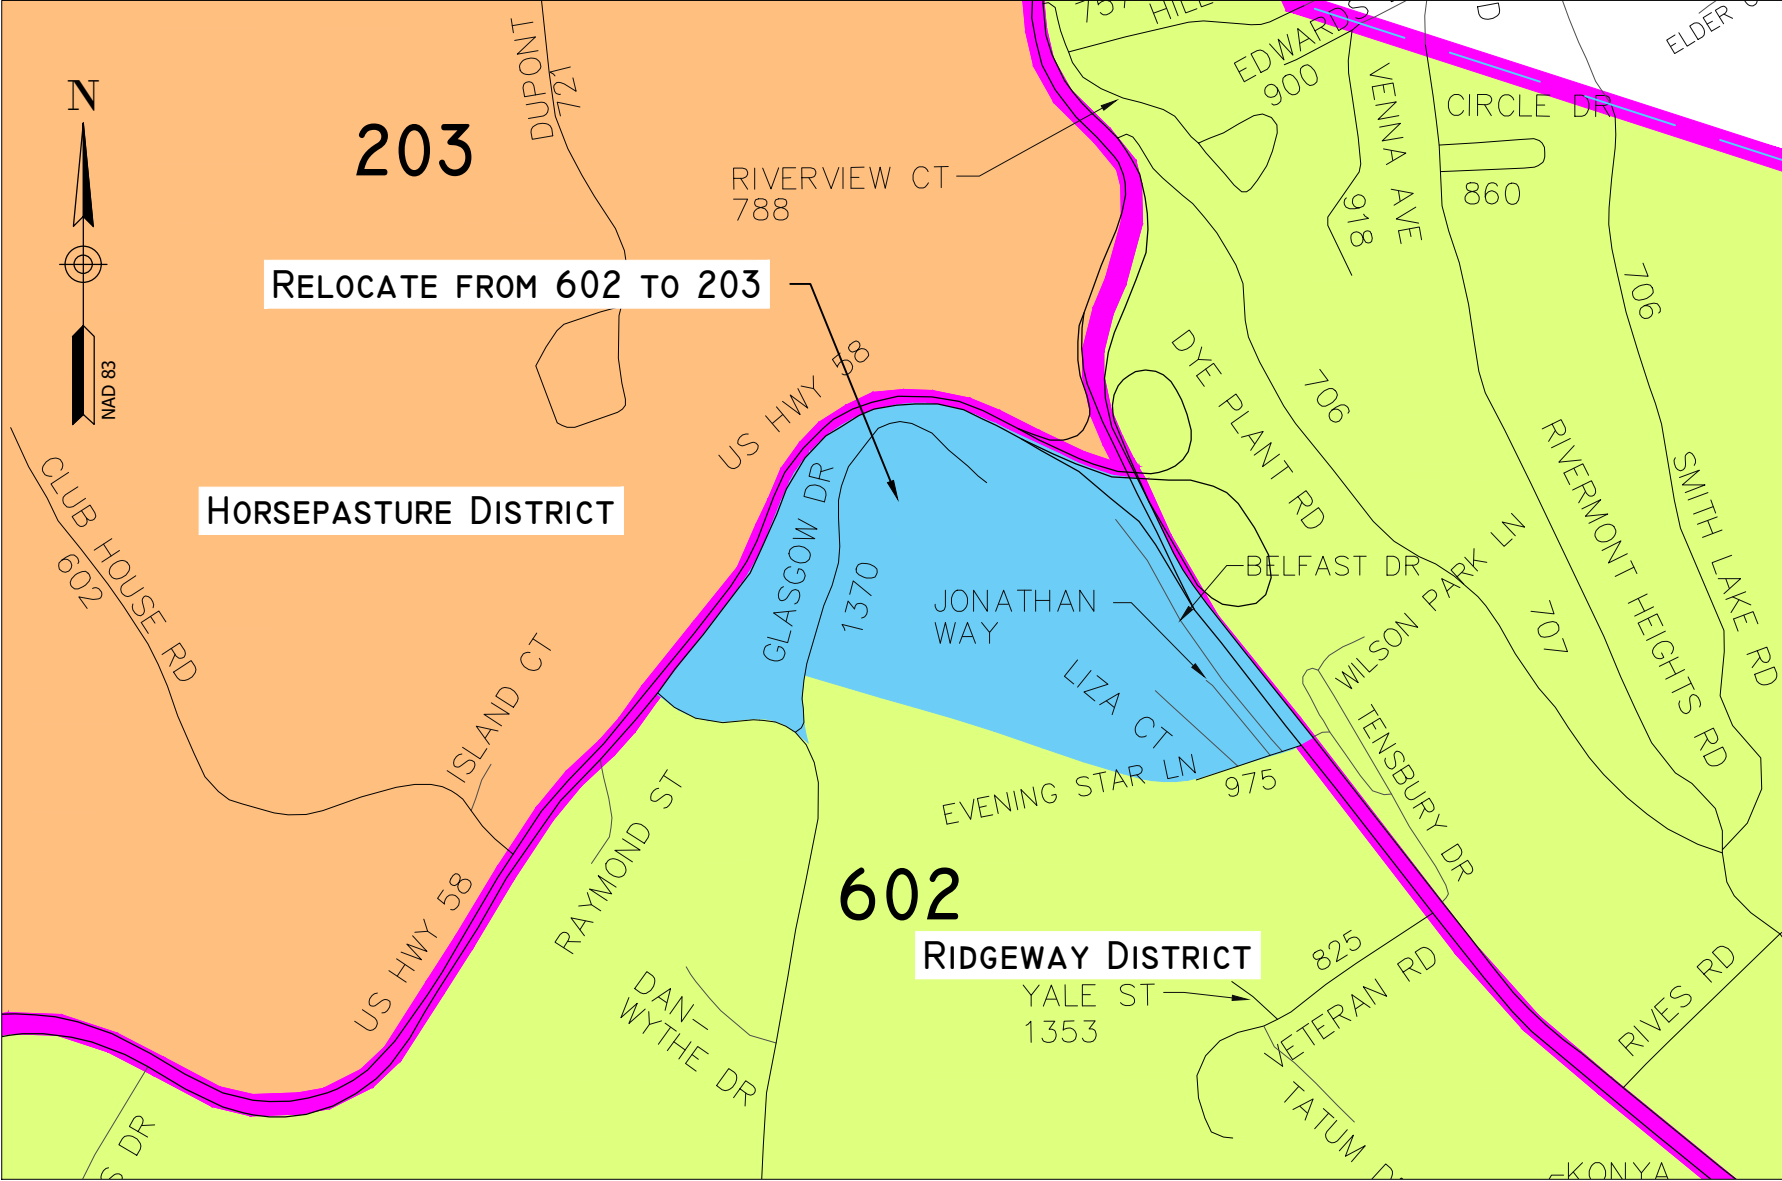 757
HILL
EDWARDS
900
D
ELDER
N
203
DUPONT
721
VENNA AVE
918
CIRCLE DR
860
RIVERVIEW CT
788
RELOCATE FROM 602 TO 203
706
NAD 83
US HWY 58
DYE PLANT RD
706
CLUB HOUSE RD
602
HORSEPASTURE DISTRICT
GLASGOW DR
1370
BELFAST DR
JONATHAN
WAY
WILSON PARK LN
707
RIVERMONT HEIGHTS RD
SMITH LAKE RD
ISLAND CT
LIZA CT
EVENING STAR LN
975
TENSBURY DR
RAYMOND ST
602
RIDGEWAY DISTRICT
US HWY 58
825
VETERAN RD
YALE ST
1353
DAN-
WYTHE DR
RIVES RD
TATUM D
S DR
KONYA